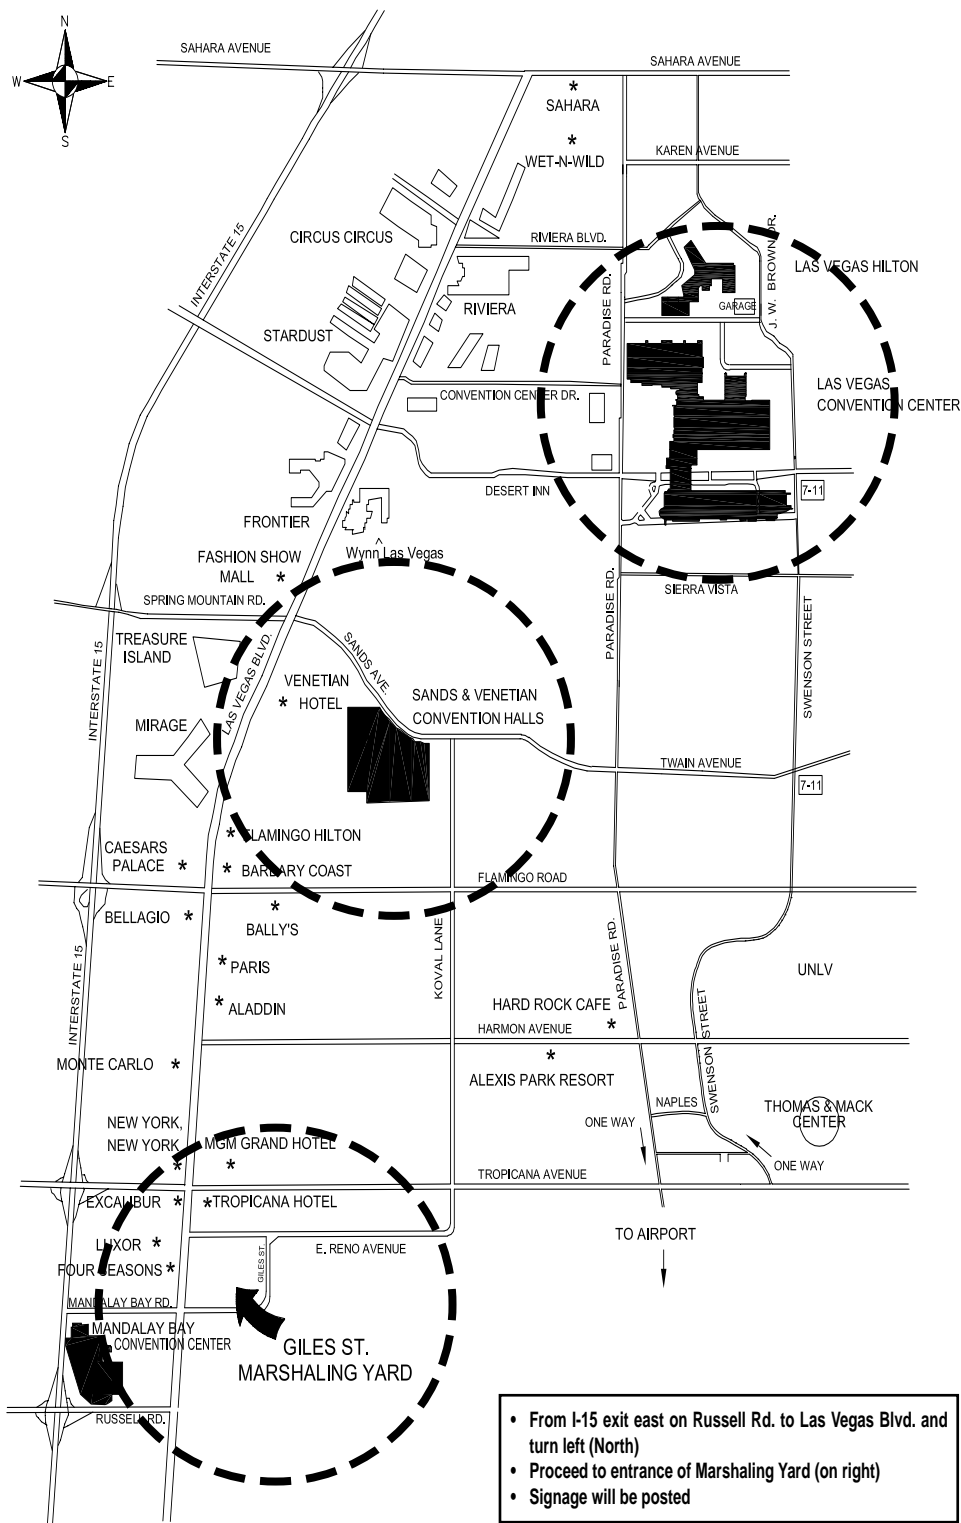 N
SAHARA AVENUE
SAHARA AVENUE
W
E
S
SAHARA
KAREN AVENUE
WET-N-WILD
CIRCUS CIRCUS
RIVIERA BLVD.
INTERSTATE 15
J. W. BROWN DR.
LAS VEGAS HILTON
PARADISE RD.
GARAGE
RIVIERA
STARDUST
CONVENTION CENTER DR.
LAS VEGAS
CONVENTION CENTER
DESERT INN
7-11
FRONTIER
Wynn Las Vegas
FASHION SHOW
MALL
SIERRA VISTA
PARADISE RD.
SPRING MOUNTAIN RD.
SWENSON STREET
TREASURE
ISLAND
SANDS AVE.
LAS VEGAS BLVD.
INTERSTATE 15
VENETIAN
HOTEL
SANDS & VENETIAN
CONVENTION HALLS
MIRAGE
TWAIN AVENUE
7-11
FLAMINGO HILTON
CAESARS
PALACE
BARBARY COAST
FLAMINGO ROAD
BELLAGIO
BALLY'S
KOVAL LANE
PARADISE RD.
PARIS
UNLV
INTERSTATE 15
SWENSON STREET
ALADDIN
HARD ROCK CAFE
HARMON AVENUE
MONTE CARLO
ALEXIS PARK RESORT
NAPLES
THOMAS & MACK
CENTER
NEW YORK,
NEW YORK
ONE WAY
MGM GRAND HOTEL
ONE WAY
TROPICANA AVENUE
EXCALIBUR
TROPICANA HOTEL
TO AIRPORT
LUXOR
E. RENO AVENUE
GILES ST.
FOUR SEASONS
MANDALAY BAY RD.
MANDALAY BAY
CONVENTION CENTER
GILES ST.
MARSHALING YARD
RUSSELL RD.
• From I-15 exit east on Russell Rd. to Las Vegas Blvd. and
turn left (North)
• Proceed to entrance of Marshaling Yard (on right)
• Signage will be posted